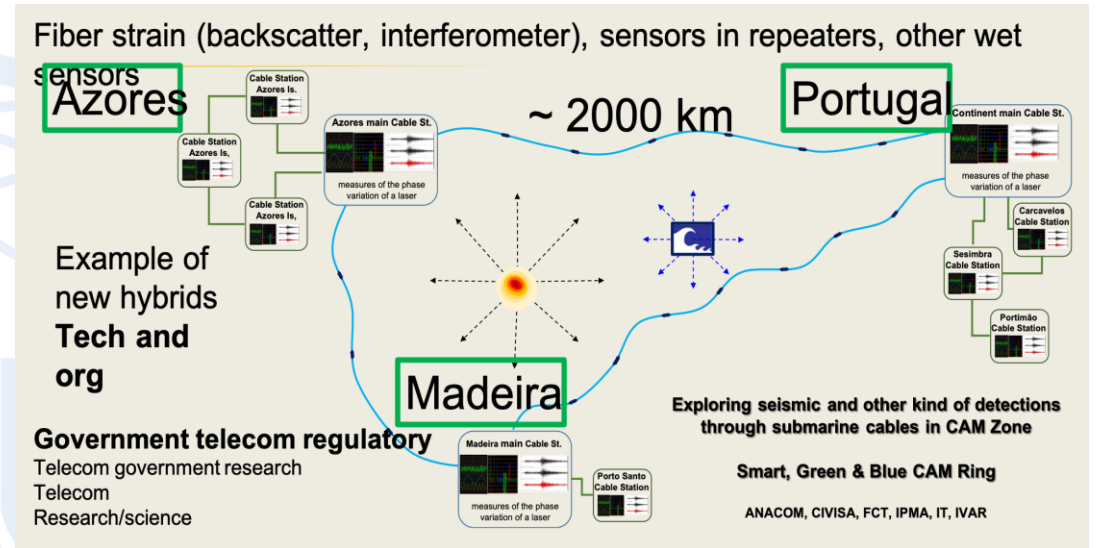 Fiber strain (backscatter, interferometer), sensors in repeaters, other wet
sensors
Azores
Portugal
~ 2000 km
Cable Station
Azores Is.
Cable Station
Azores Is,
Cable Station
Azores Is,
Azores main Cable St.
measures of the phase
variation of a laser
Continent main Cable St.
measures of the phase
variation of a laser
Carcavelos
Cable Station
Sesimbra
Cable Station
Portimão
Cable Station
Example of
new hybrids
Tech and
org
Madeira
Madeira main Cable St.
measures of the phase
variation of a laser
Porto Santo
Cable Station
Government telecom regulatory
Telecom government research
Telecom
Research/science
Exploring seismic and other kind of detections
through submarine cables in CAM Zone
Smart, Green & Blue CAM Ring
ANACOM, CIVISA, FCT, IPMA, IT, IVAR